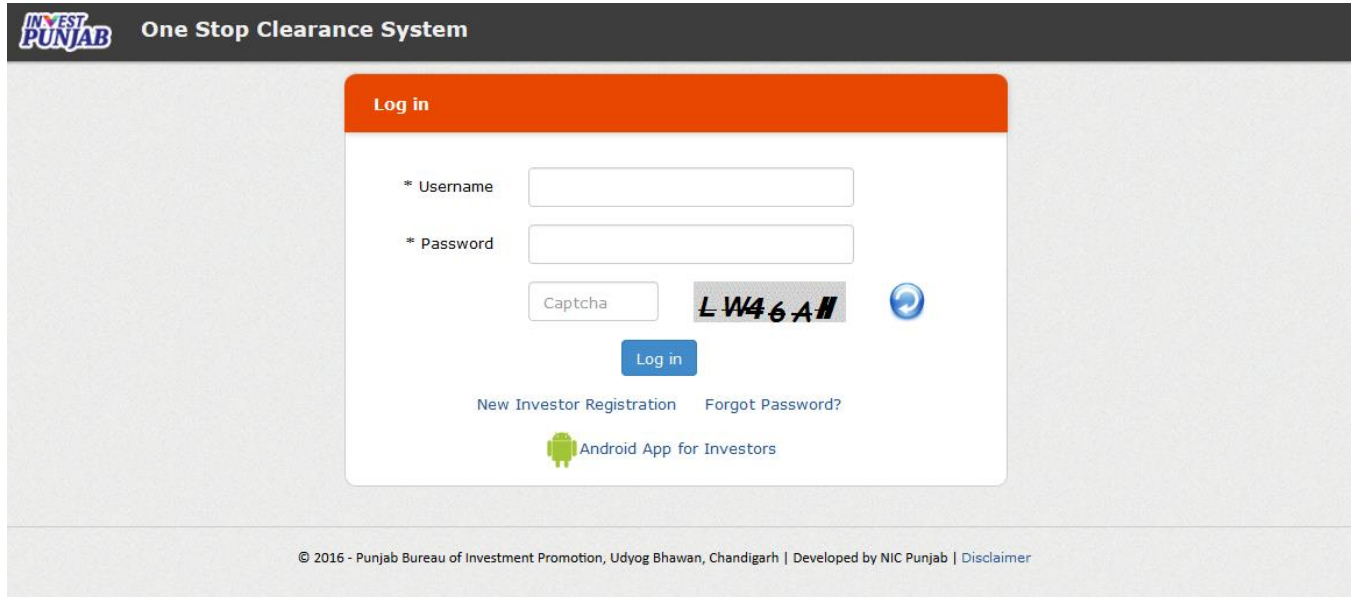 INVEST PUNJAB
One Stop Clearance System
Log in
* Username
* Password
Captcha
Log in
New Investor Registration Forgot Password?
Android App for Investors
© 2016 - Punjab Bureau of Investment Promotion, Udyog Bhawan, Chandigarh | Developed by NIC Punjab | Disclaimer